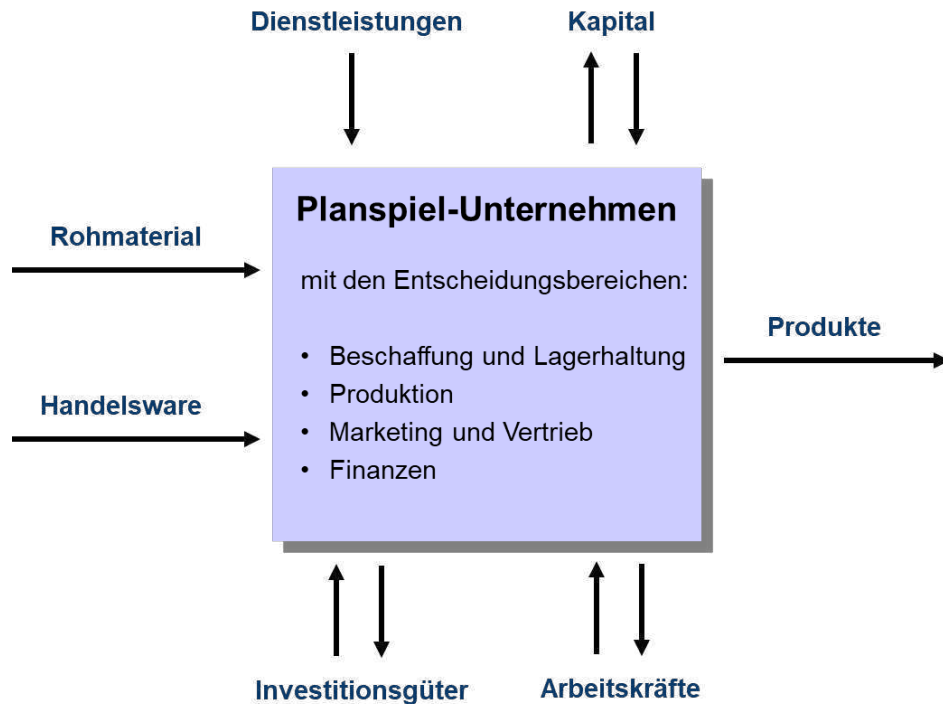 Dienstleistungen
Kapital
Planspiel-Unternehmen
Rohmaterial
mit den Entscheidungsbereichen:
Produkte
• Beschaffung und Lagerhaltung
• Produktion
Handelsware
• Marketing und Vertrieb
• Finanzen
Investitionsgüter
Arbeitskräfte